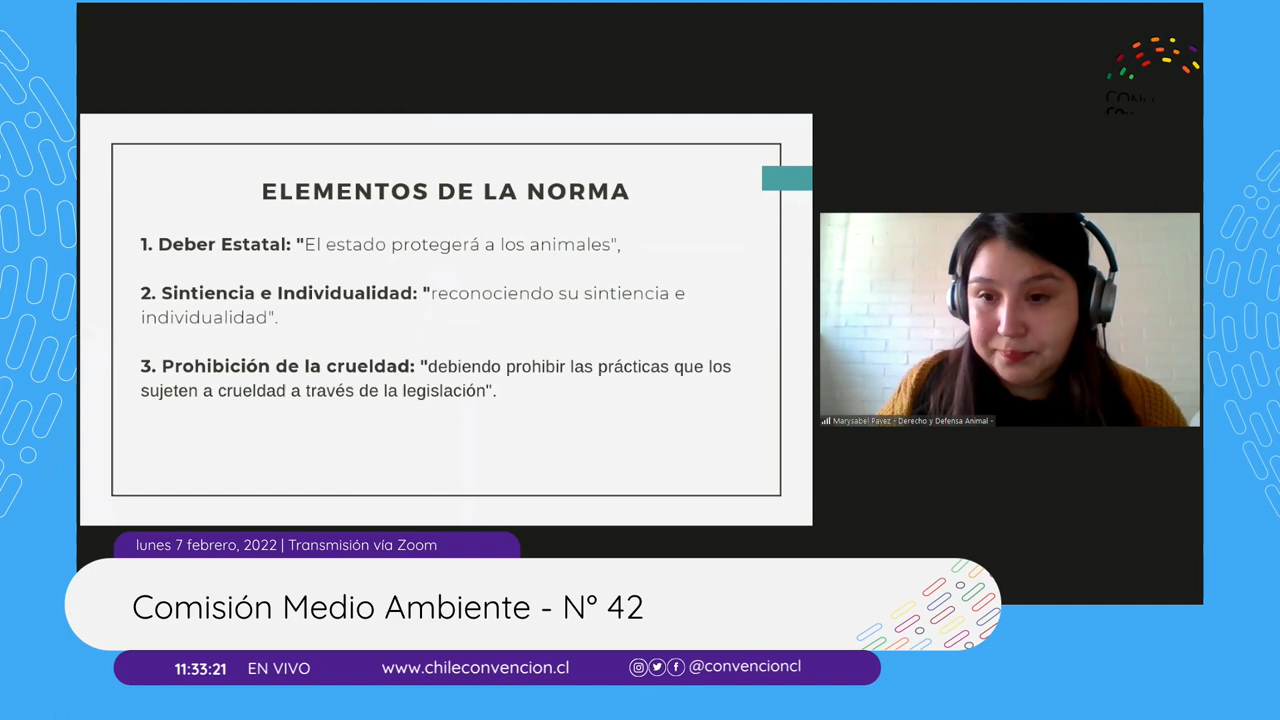 ELEMENTOS DE LA NORMA
1. Deber Estatal: "El estado protegerá a los animales",
2. Sintiencia e Individualidad: "reconociendo su sintiencia e
individualidad".
3. Prohibición de la crueldad: "debiendo prohibir las prácticas que los
sujeten a crueldad a través de la legislación".
Marysabel Pavez - Derecho y Defensa Animal -
lunes 7 febrero, 2022 | Transmisión vía Zoom
Comisión Medio Ambiente - N° 42
11:33:21 EN VIVO www.chileconvencion.cl @convencioncl